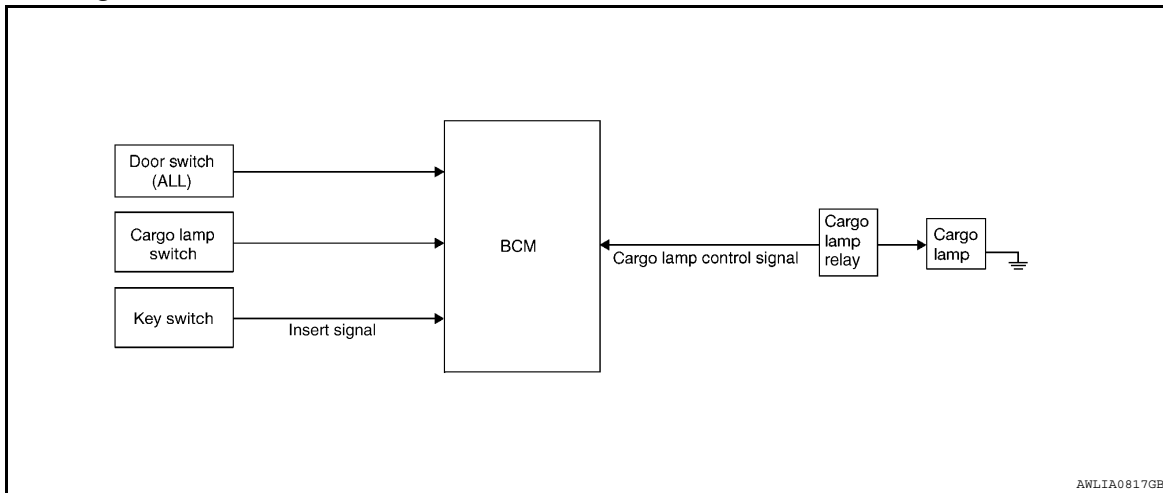 Door switch
(ALL)
Cargo lamp
switch
Key switch
Insert signal
BCM
Cargo lamp control signal
Cargo
lamp
relay
Cargo
lamp
AWLIA0817GB